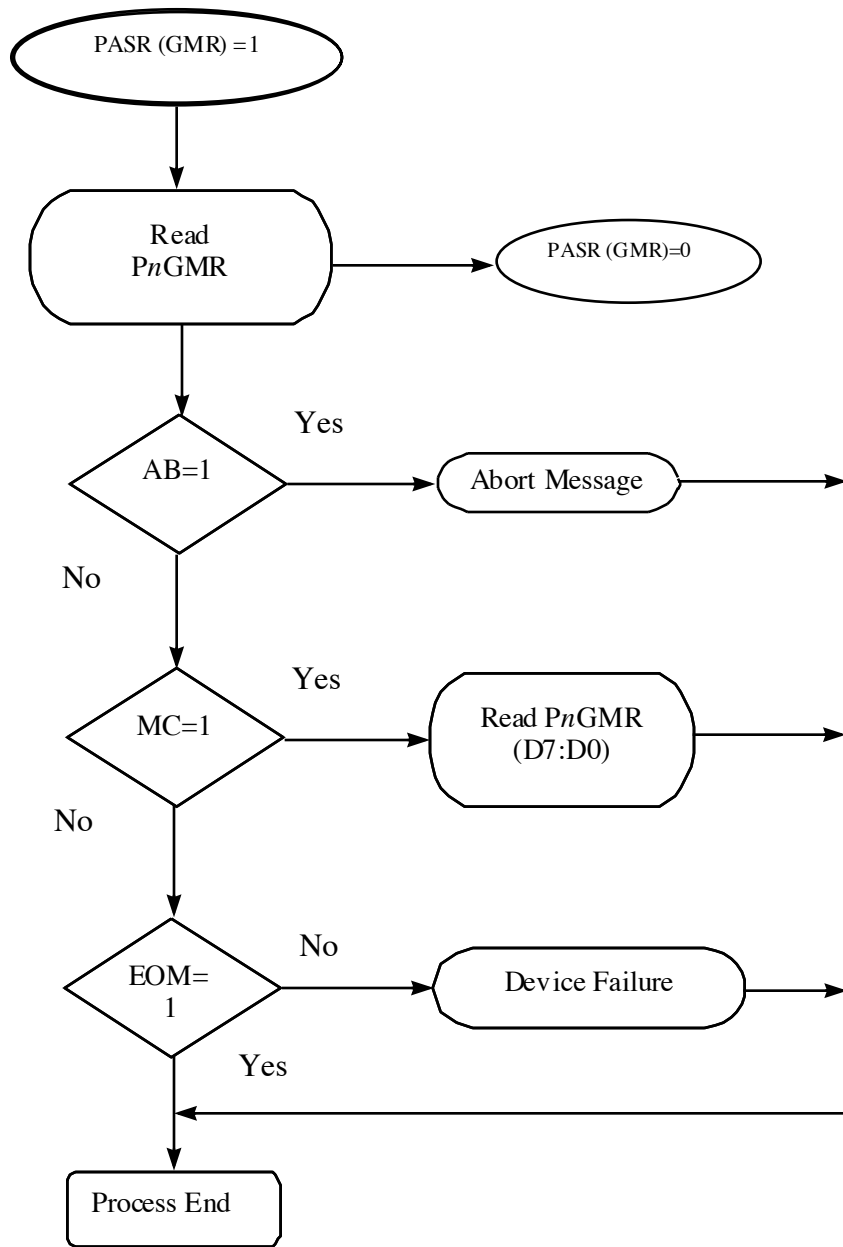 PASR (GMR) =1
Read
PnGMR
PASR (GMR)=0
Yes
AB=1
Abort Message
No
Yes
MC=1
Read PnGMR
(D7:D0)
No
No
EOM=
1
Device Failure
Yes
Process End